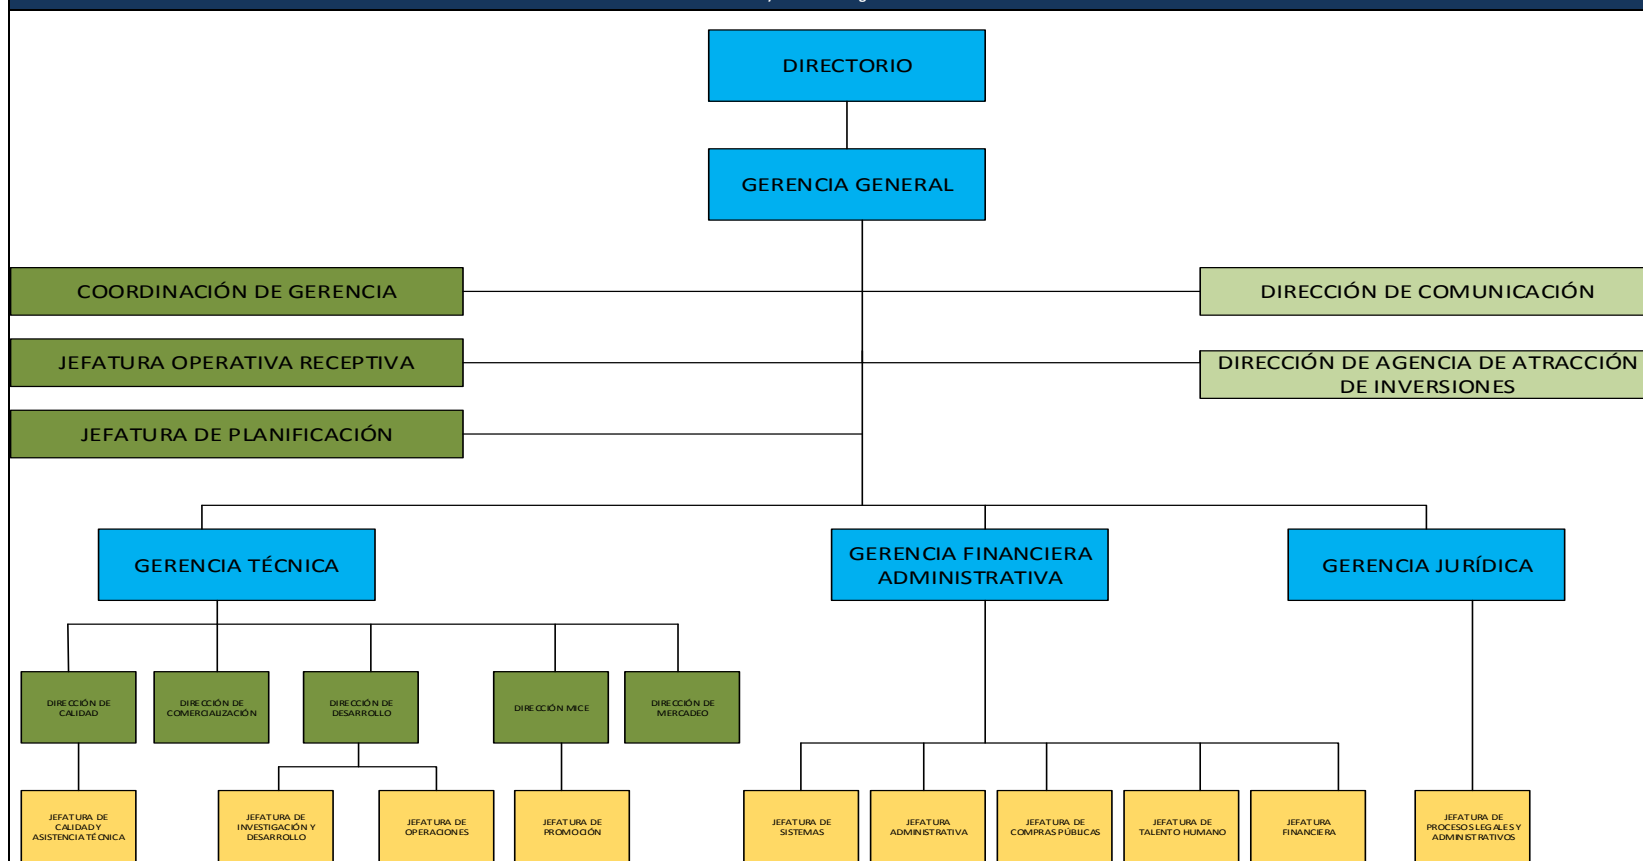 DIRECTORIO
GERENCIA GENERAL
COORDINACIÓN DE GERENCIA
DIRECCIÓN DE COMUNICACIÓN
JEFATURA OPERATIVA RECEPTIVA
DIRECCIÓN DE AGENCIA DE ATRACCIÓN
DE INVERSIONES
JEFATURA DE PLANIFICACIÓN
GERENCIA TÉCNICA
GERENCIA FINANCIERA
ADMINISTRATIVA
GERENCIA JURÍDICA
DIRECCIÓN DE
CALIDAD
DIRECCIÓN DE
COMERCIALIZACIÓN
DIRECCIÓN DE
DESARROLLO
DIRECCIÓN MICE
DIRECCIÓN DE
MERCADEO
JEFATURA DE
CALIDAD Y
ASISTENCIA TÉCNICA
JEFATURA DE
INVESTIGACIÓN Y
DESARROLLO
JEFATURA DE
OPERACIONES
JEFATURA DE
PROMOCIÓN
JEFATURA DE
SISTEMAS
JEFATURA
ADMINISTRATIVA
JEFATURA DE
COMPRAS PÚBLICAS
JEFATURA DE
TALENTO HUMANO
JEFATURA
FINANCIERA
JEFATURA DE
PROCESOS LEGALES Y
ADMINISTRATIVOS